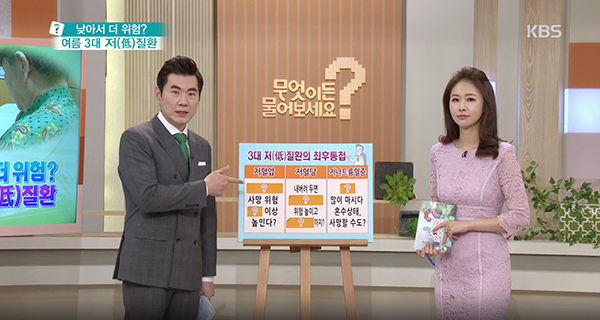 ? 낮아서 더 위험?
여름 3대 저(低)질환
KBS
더 위험?
(低)질환
무엇이든
물어보세요
?
3대 저(低)질환의 최후통첩
저혈압
?
사망 위험
? 이상
높인다?
저혈당
내버려 두면
?
위험 높이고
? 까지?
저나트륨혈증
?
많이 마시다
혼수상태,
사망할 수도?